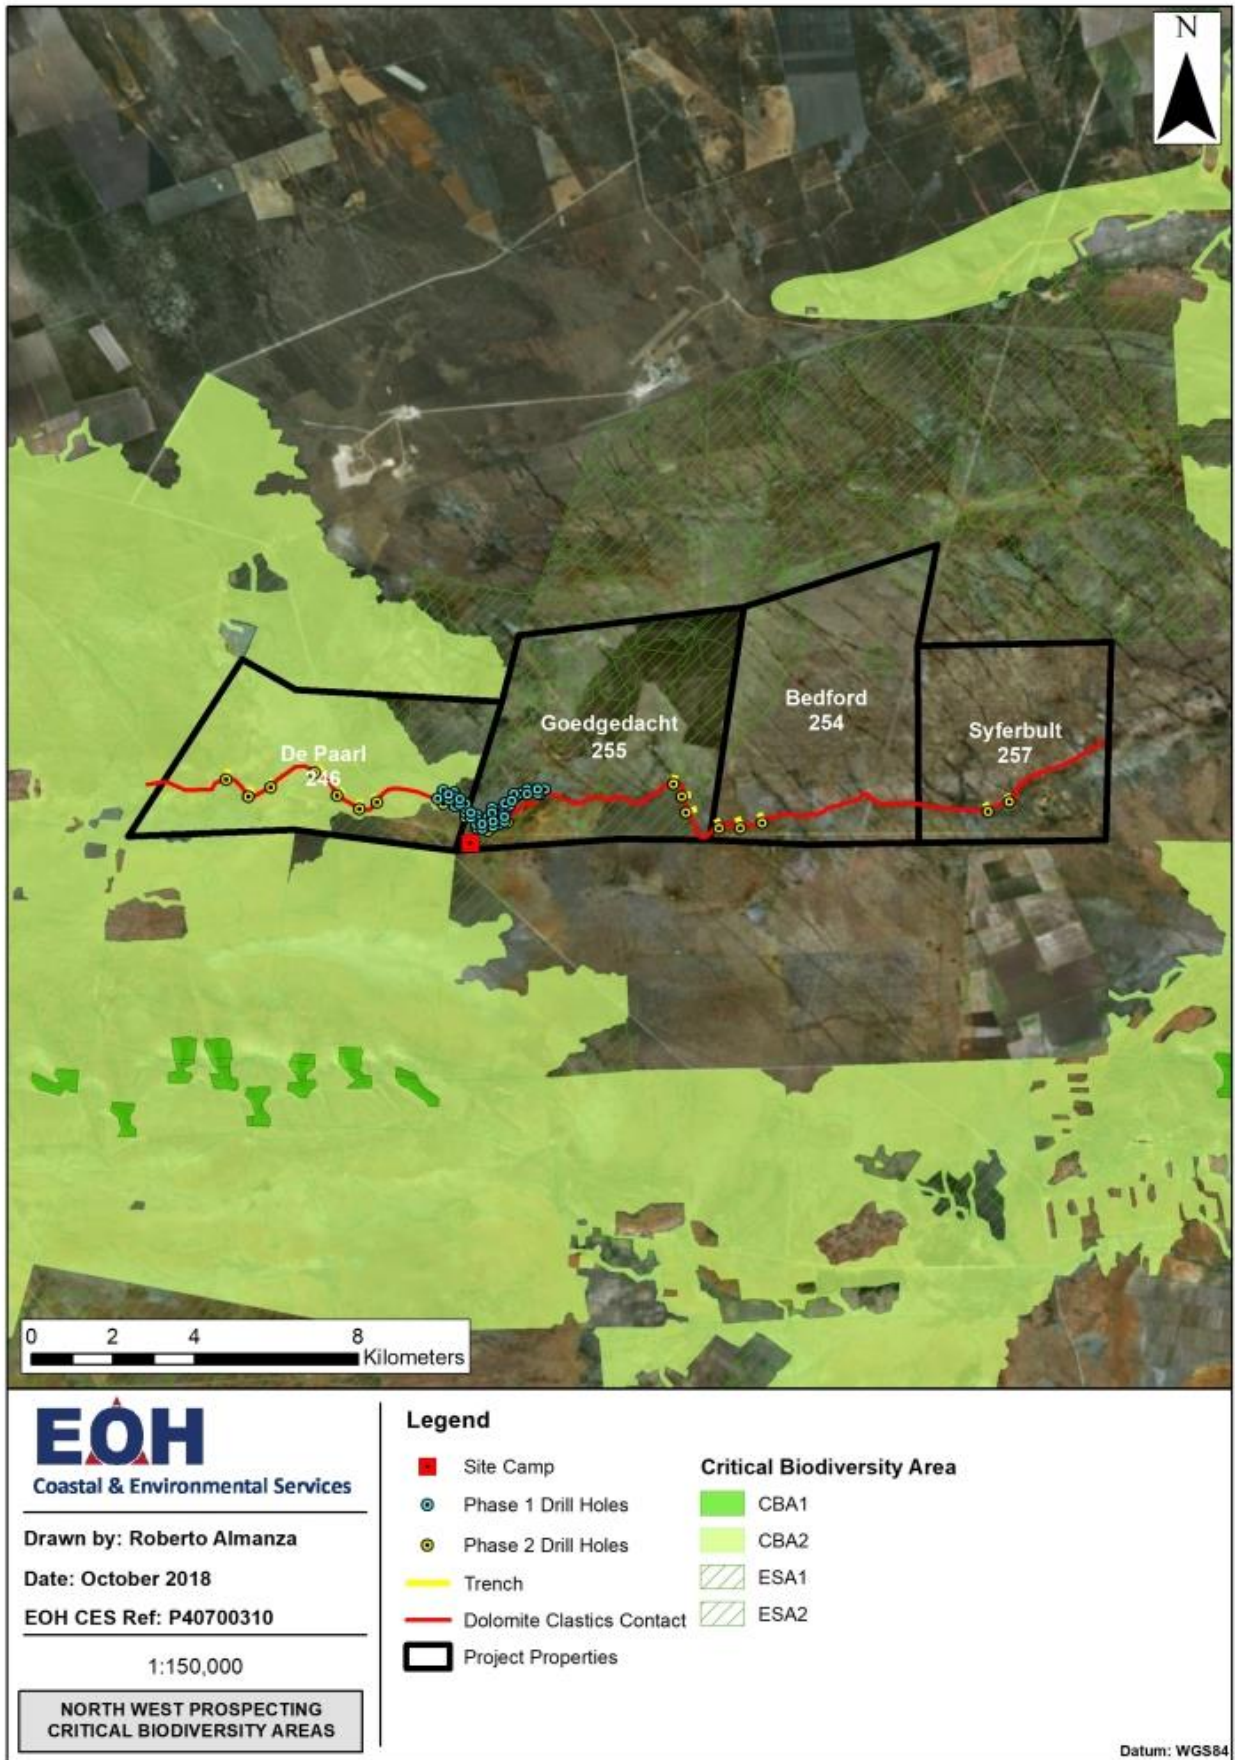 N
De Paarl
246
Goedgedacht
255
Bedford
254
Syferbult
257
0 2 4 8
Kilometers
EOH
Coastal & Environmental Services
Drawn by: Roberto Almanza
Date: October 2018
EOH CES Ref: P40700310
1:150,000
NORTH WEST PROSPECTING
CRITICAL BIODIVERSITY AREAS
Legend
Site Camp
Phase 1 Drill Holes
Phase 2 Drill Holes
Trench
Dolomite Clastics Contact
Project Properties
Critical Biodiversity Area
CBA1
CBA2
ESA1
ESA2
Datum: WGS84